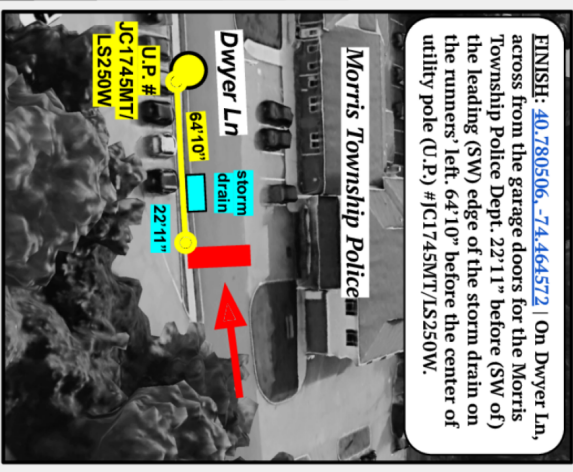 FINISH: 40.780506, -74.464572 | On Dwyer Ln,
across from the garage doors for the Morris
Township Police Dept. 22'11" before (SW of)
the leading (SW) edge of the storm drain on
the runners' left. 64'10" before the center of
utility pole (U.P.) #JC1745MT/LS250W.
Morris Township Police
Dwyer Ln
storm
drain
64'10"
22'11"
U.P. #
JC1745MT/
LS250W